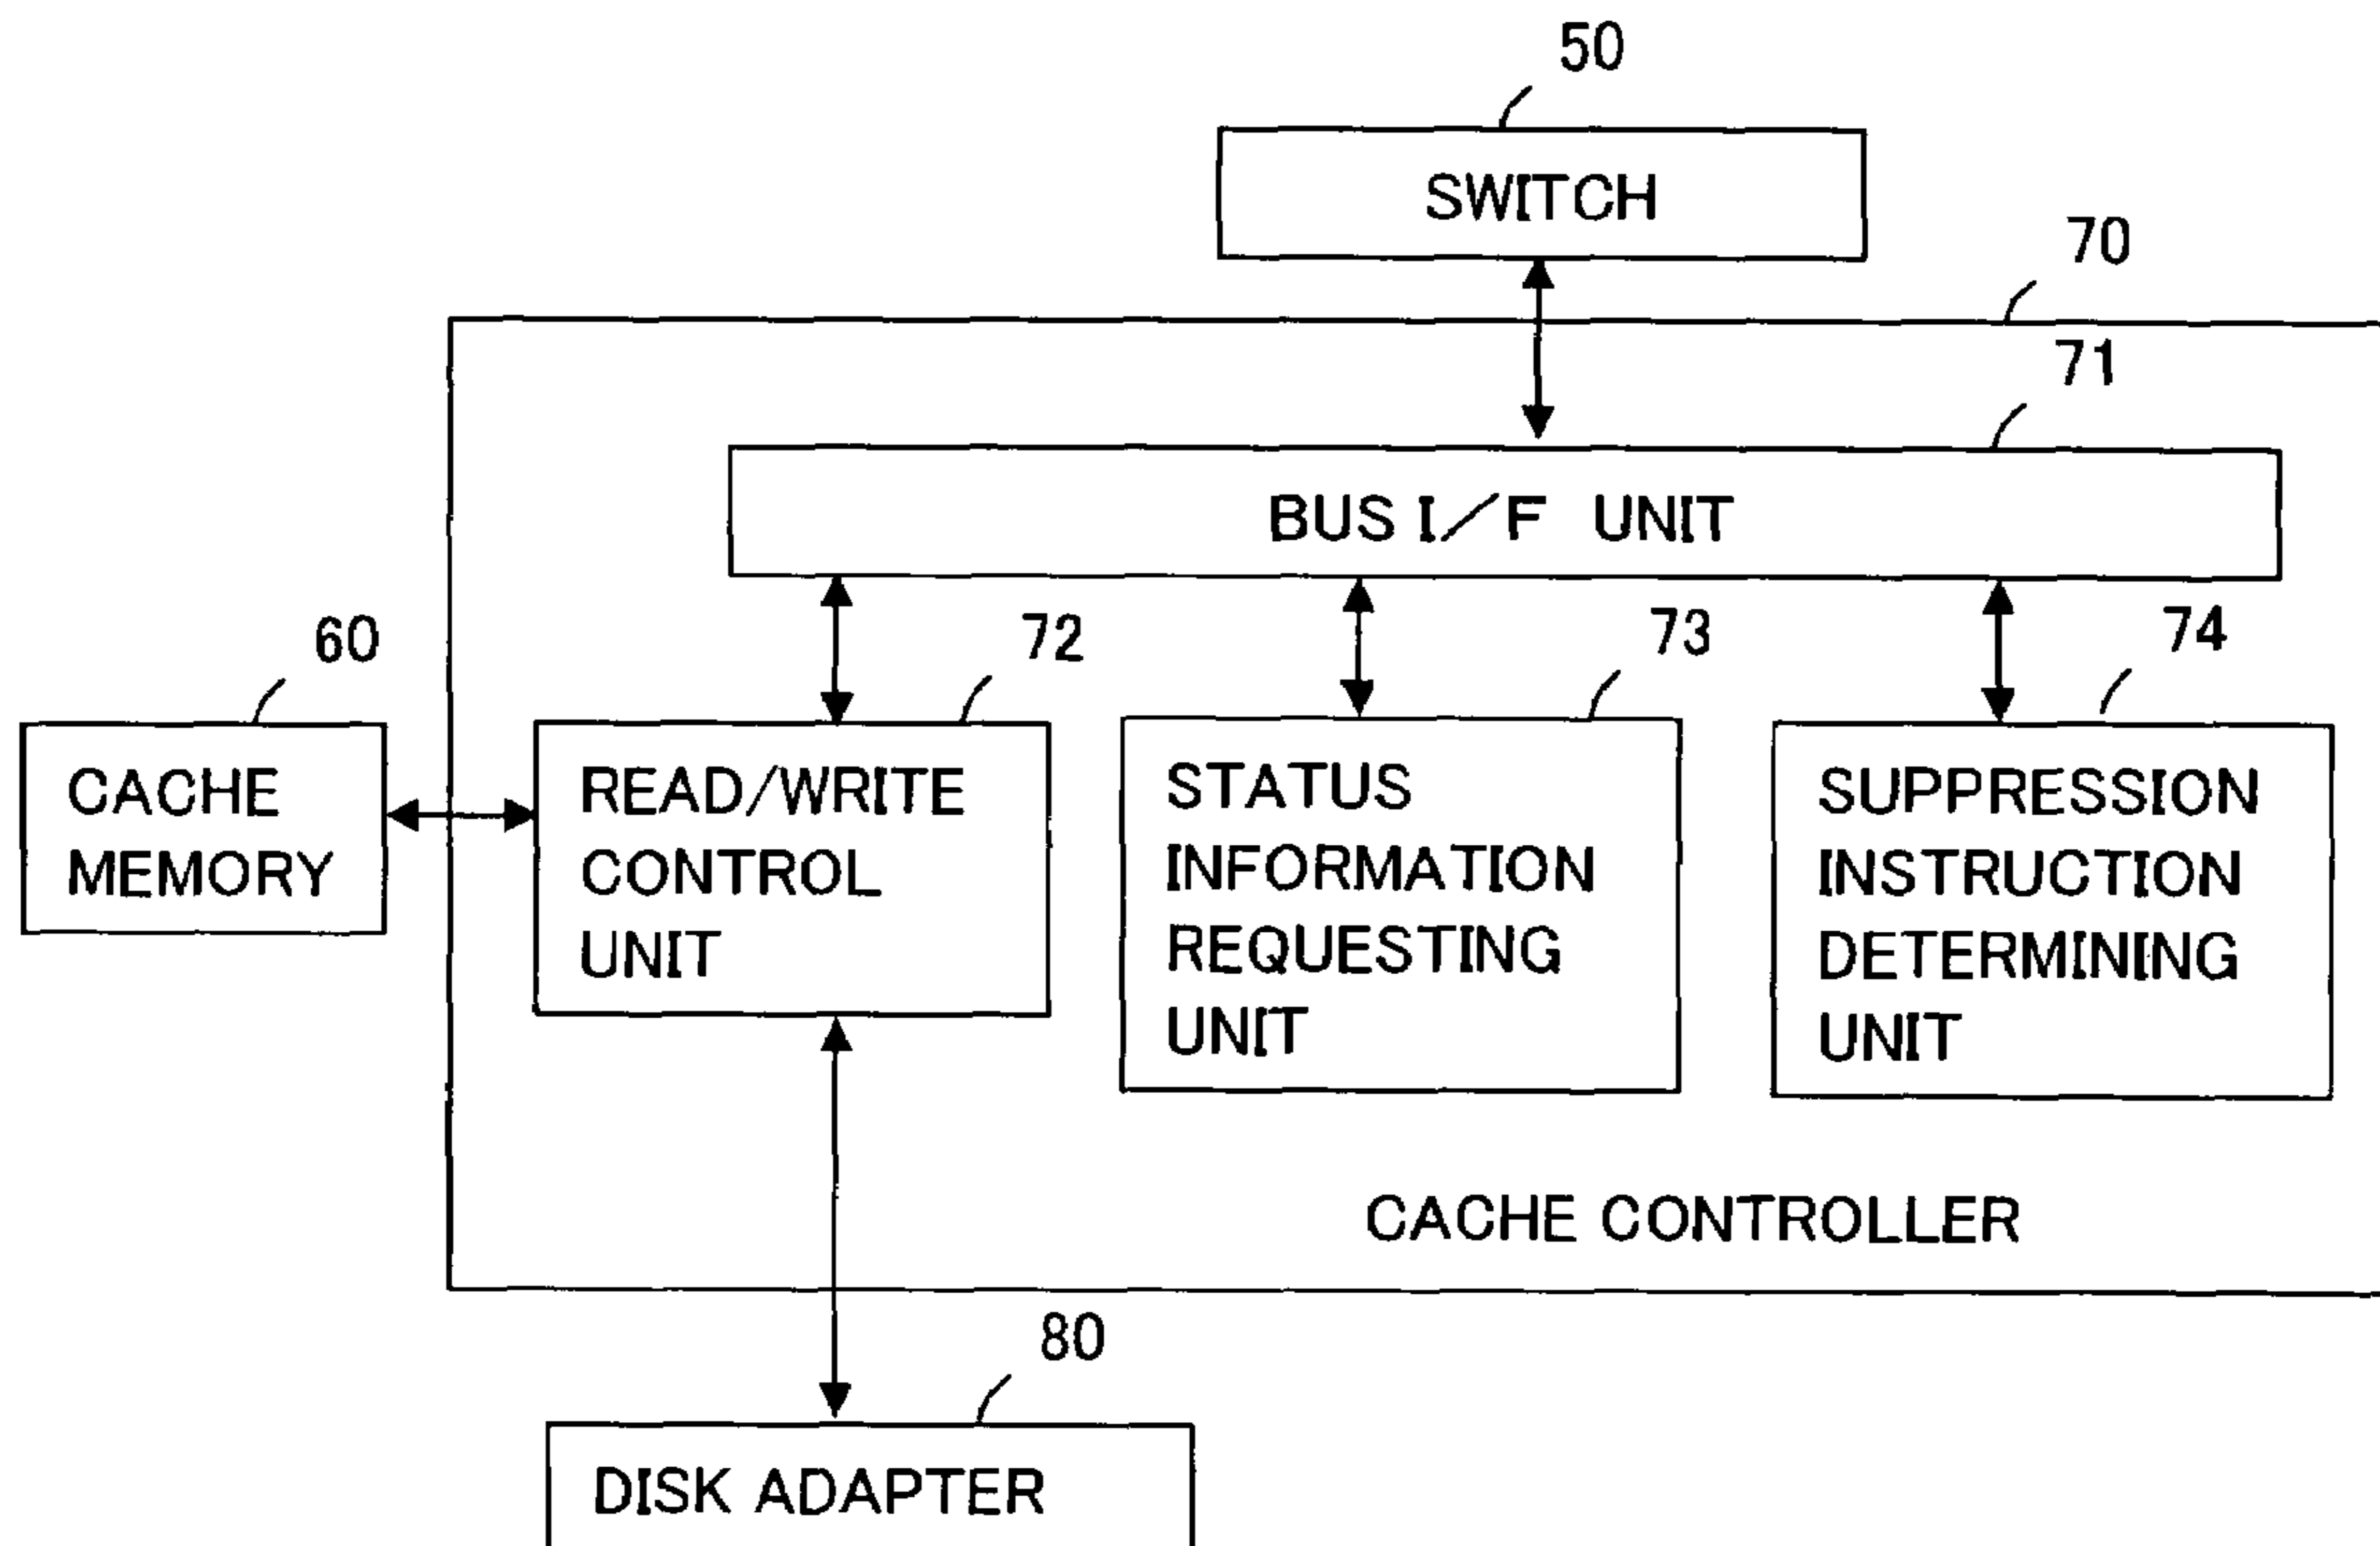 50
SWITCH
70
71
BUS I/F UNIT
60
72
73
74
CACHE
MEMORY
READ/WRITE
CONTROL
UNIT
STATUS
INFORMATION
REQUESTING
UNIT
SUPPRESSION
INSTRUCTION
DETERMINING
UNIT
CACHE CONTROLLER
80
DISK ADAPTER